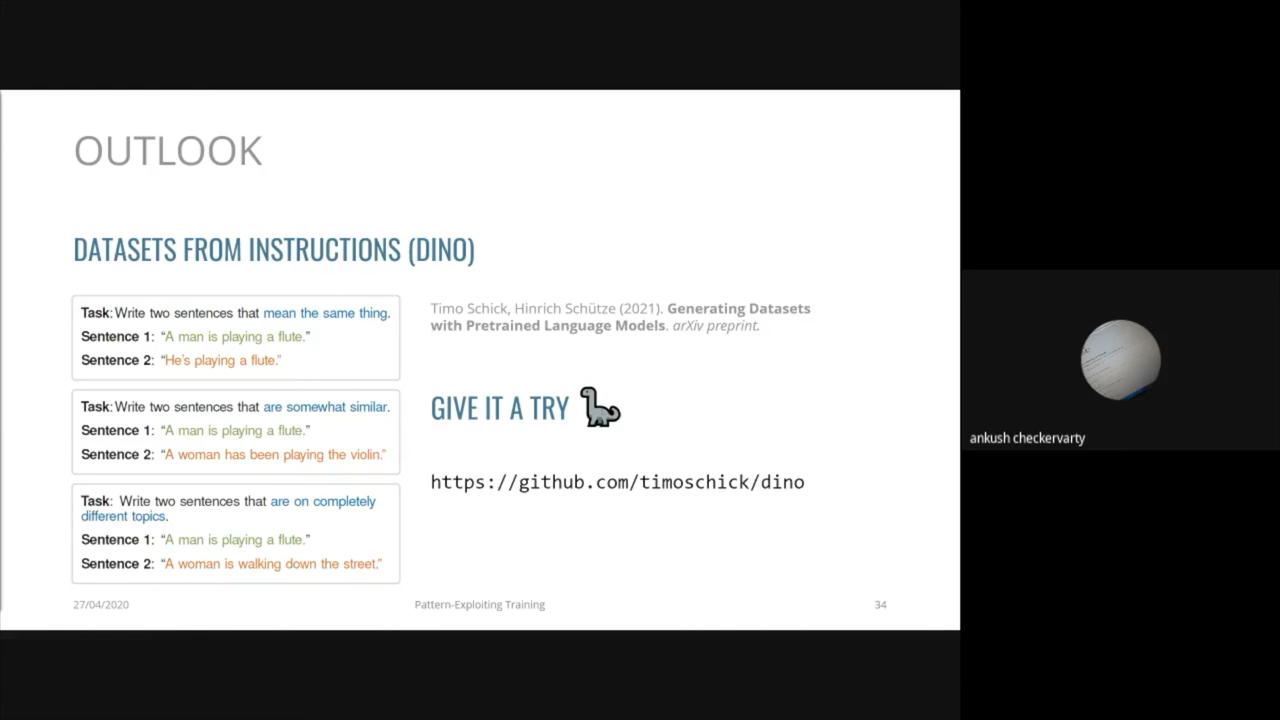 OUTLOOK
DATASETS FROM INSTRUCTIONS (DINO)
Task: Write two sentences that mean the same thing.
Sentence 1: “A man is playing a flute.”
Sentence 2: “He’s playing a flute.”
Task: Write two sentences that are somewhat similar.
Sentence 1: “A man is playing a flute.”
Sentence 2: “A woman has been playing the violin.”
Task: Write two sentences that are on completely
different topics.
Sentence 1: “A man is playing a flute.”
Sentence 2: “A woman is walking down the street.”
Timo Schick, Hinrich Schütze (2021). Generating Datasets
with Pretrained Language Models. arXiv preprint.
GIVE IT A TRY
https://github.com/timoschick/dino
27/04/2020
Pattern-Exploiting Training
34
ankush checkervarty